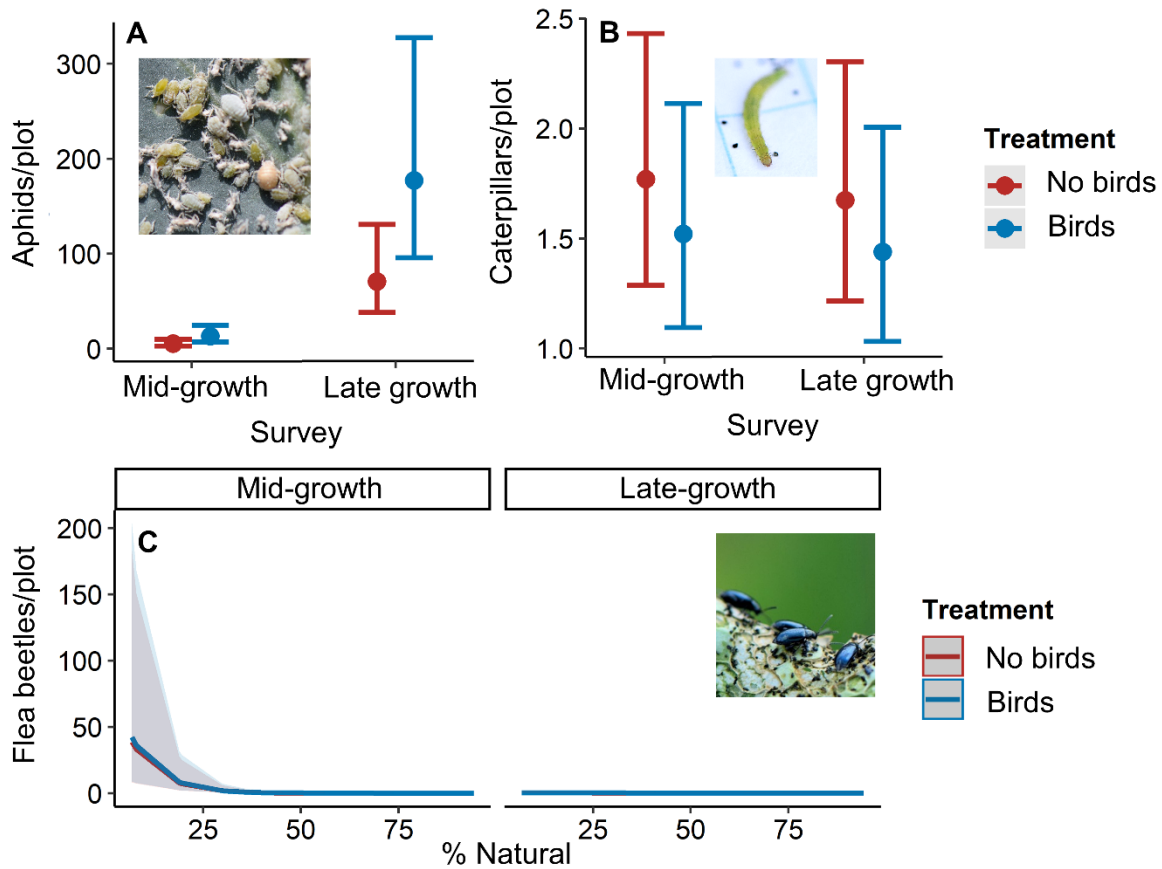 A
Aphids/plot
300
200
100
0
Mid-growth
Late growth
Survey
B
Caterpillars/plot
2.5
2.0
1.5
1.0
Mid-growth
Late growth
Survey
Treatment
No birds
Birds
Mid-growth
Late-growth
C
Flea beetles/plot
200
150
100
50
0
25
50
75
25
50
75
% Natural
Treatment
No birds
Birds